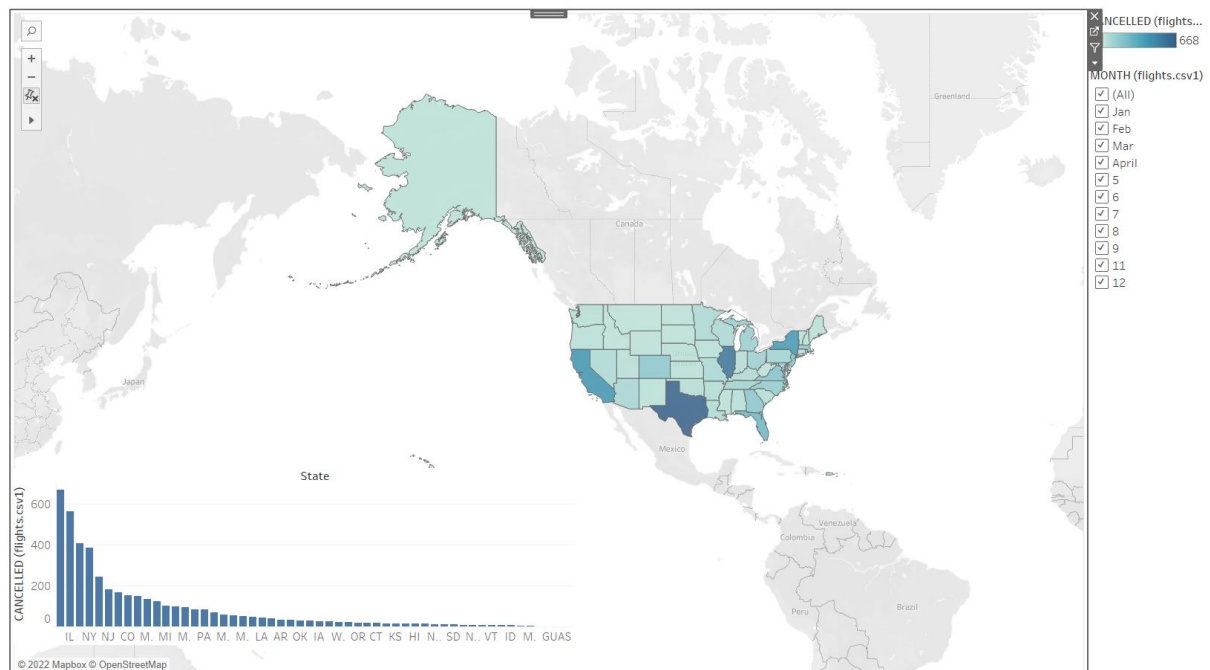 NCELLED (flights...
668
MONTH (flights.csv1)
(All)
Jan
Feb
Mar
April
5
6
7
8
9
11
12
+
−
Greenland
Canada
Japan
Mexico
Venezuela
Colombia
Peru
Brazil
State
CANCELLED (flights.csv1)
600
400
200
0
IL NY NJ CO M. MI M. PA M. M. LA AR OK IA W. OR CT KS HI N.. SD N.. VT ID M. GUAS
© 2022 Mapbox © OpenStreetMap